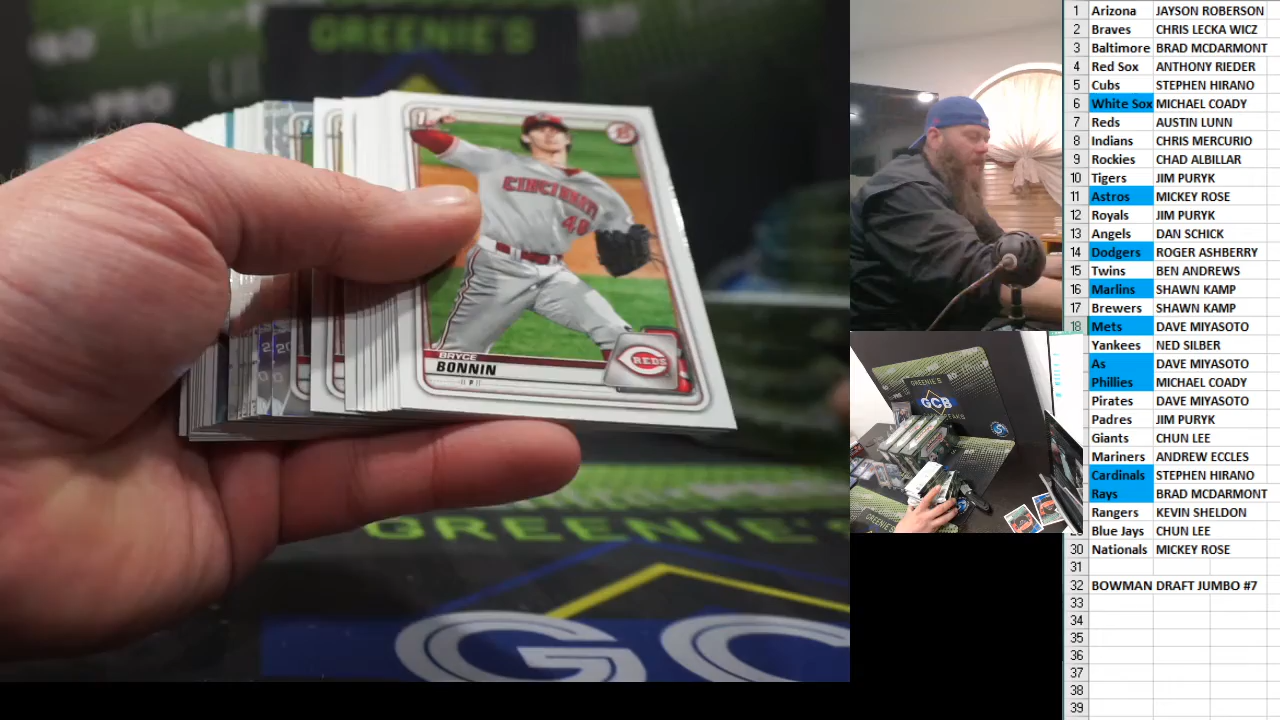 GREENIE'S
CINCINNATI
48
BRYCE
BONNIN
P
REDS
GREENIE'S
GC
GREENIE'S
GCB
1 Arizona JAYSON ROBERSON
2 Braves CHRIS LECKA WICZ
3 Baltimore BRAD MCDARMONT
4 Red Sox ANTHONY RIEDER
5 Cubs STEPHEN HIRANO
6 White Sox MICHAEL COADY
7 Reds AUSTIN LUNN
8 Indians CHRIS MERCURIO
9 Rockies CHAD ALBILLAR
10 Tigers JIM PURYK
11 Astros MICKEY ROSE
12 Royals JIM PURYK
13 Angels DAN SCHICK
14 Dodgers ROGER ASHBERRY
15 Twins BEN ANDREWS
16 Marlins SHAWN KAMP
17 Brewers SHAWN KAMP
18 Mets DAVE MIYASOTO
Yankees NED SILBER
As DAVE MIYASOTO
Phillies MICHAEL COADY
Pirates DAVE MIYASOTO
Padres JIM PURYK
Giants CHUN LEE
Mariners ANDREW ECCLES
Cardinals STEPHEN HIRANO
Rays BRAD MCDARMONT
Rangers KEVIN SHELDON
Blue Jays CHUN LEE
30 Nationals MICKEY ROSE
31
32 BOWMAN DRAFT JUMBO #7
33
34
35
36
37
38
39